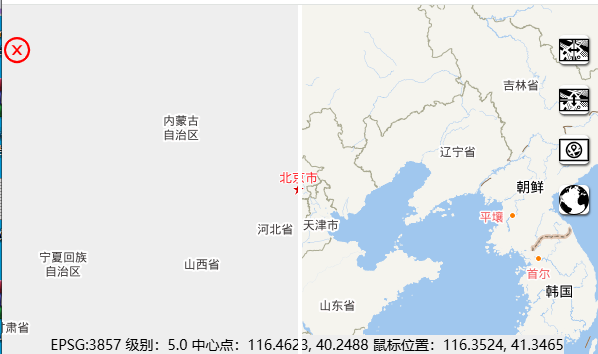 吉林省
内蒙古
自治区
辽宁省
北京市
朝鲜
平壤
天津市
河北省
宁夏回族
自治区
山西省
首尔
韩国
山东省
肃省
EPSG:3857 级别：5.0 中心点：116.4623, 40.2488 鼠标位置：116.3524, 41.3465